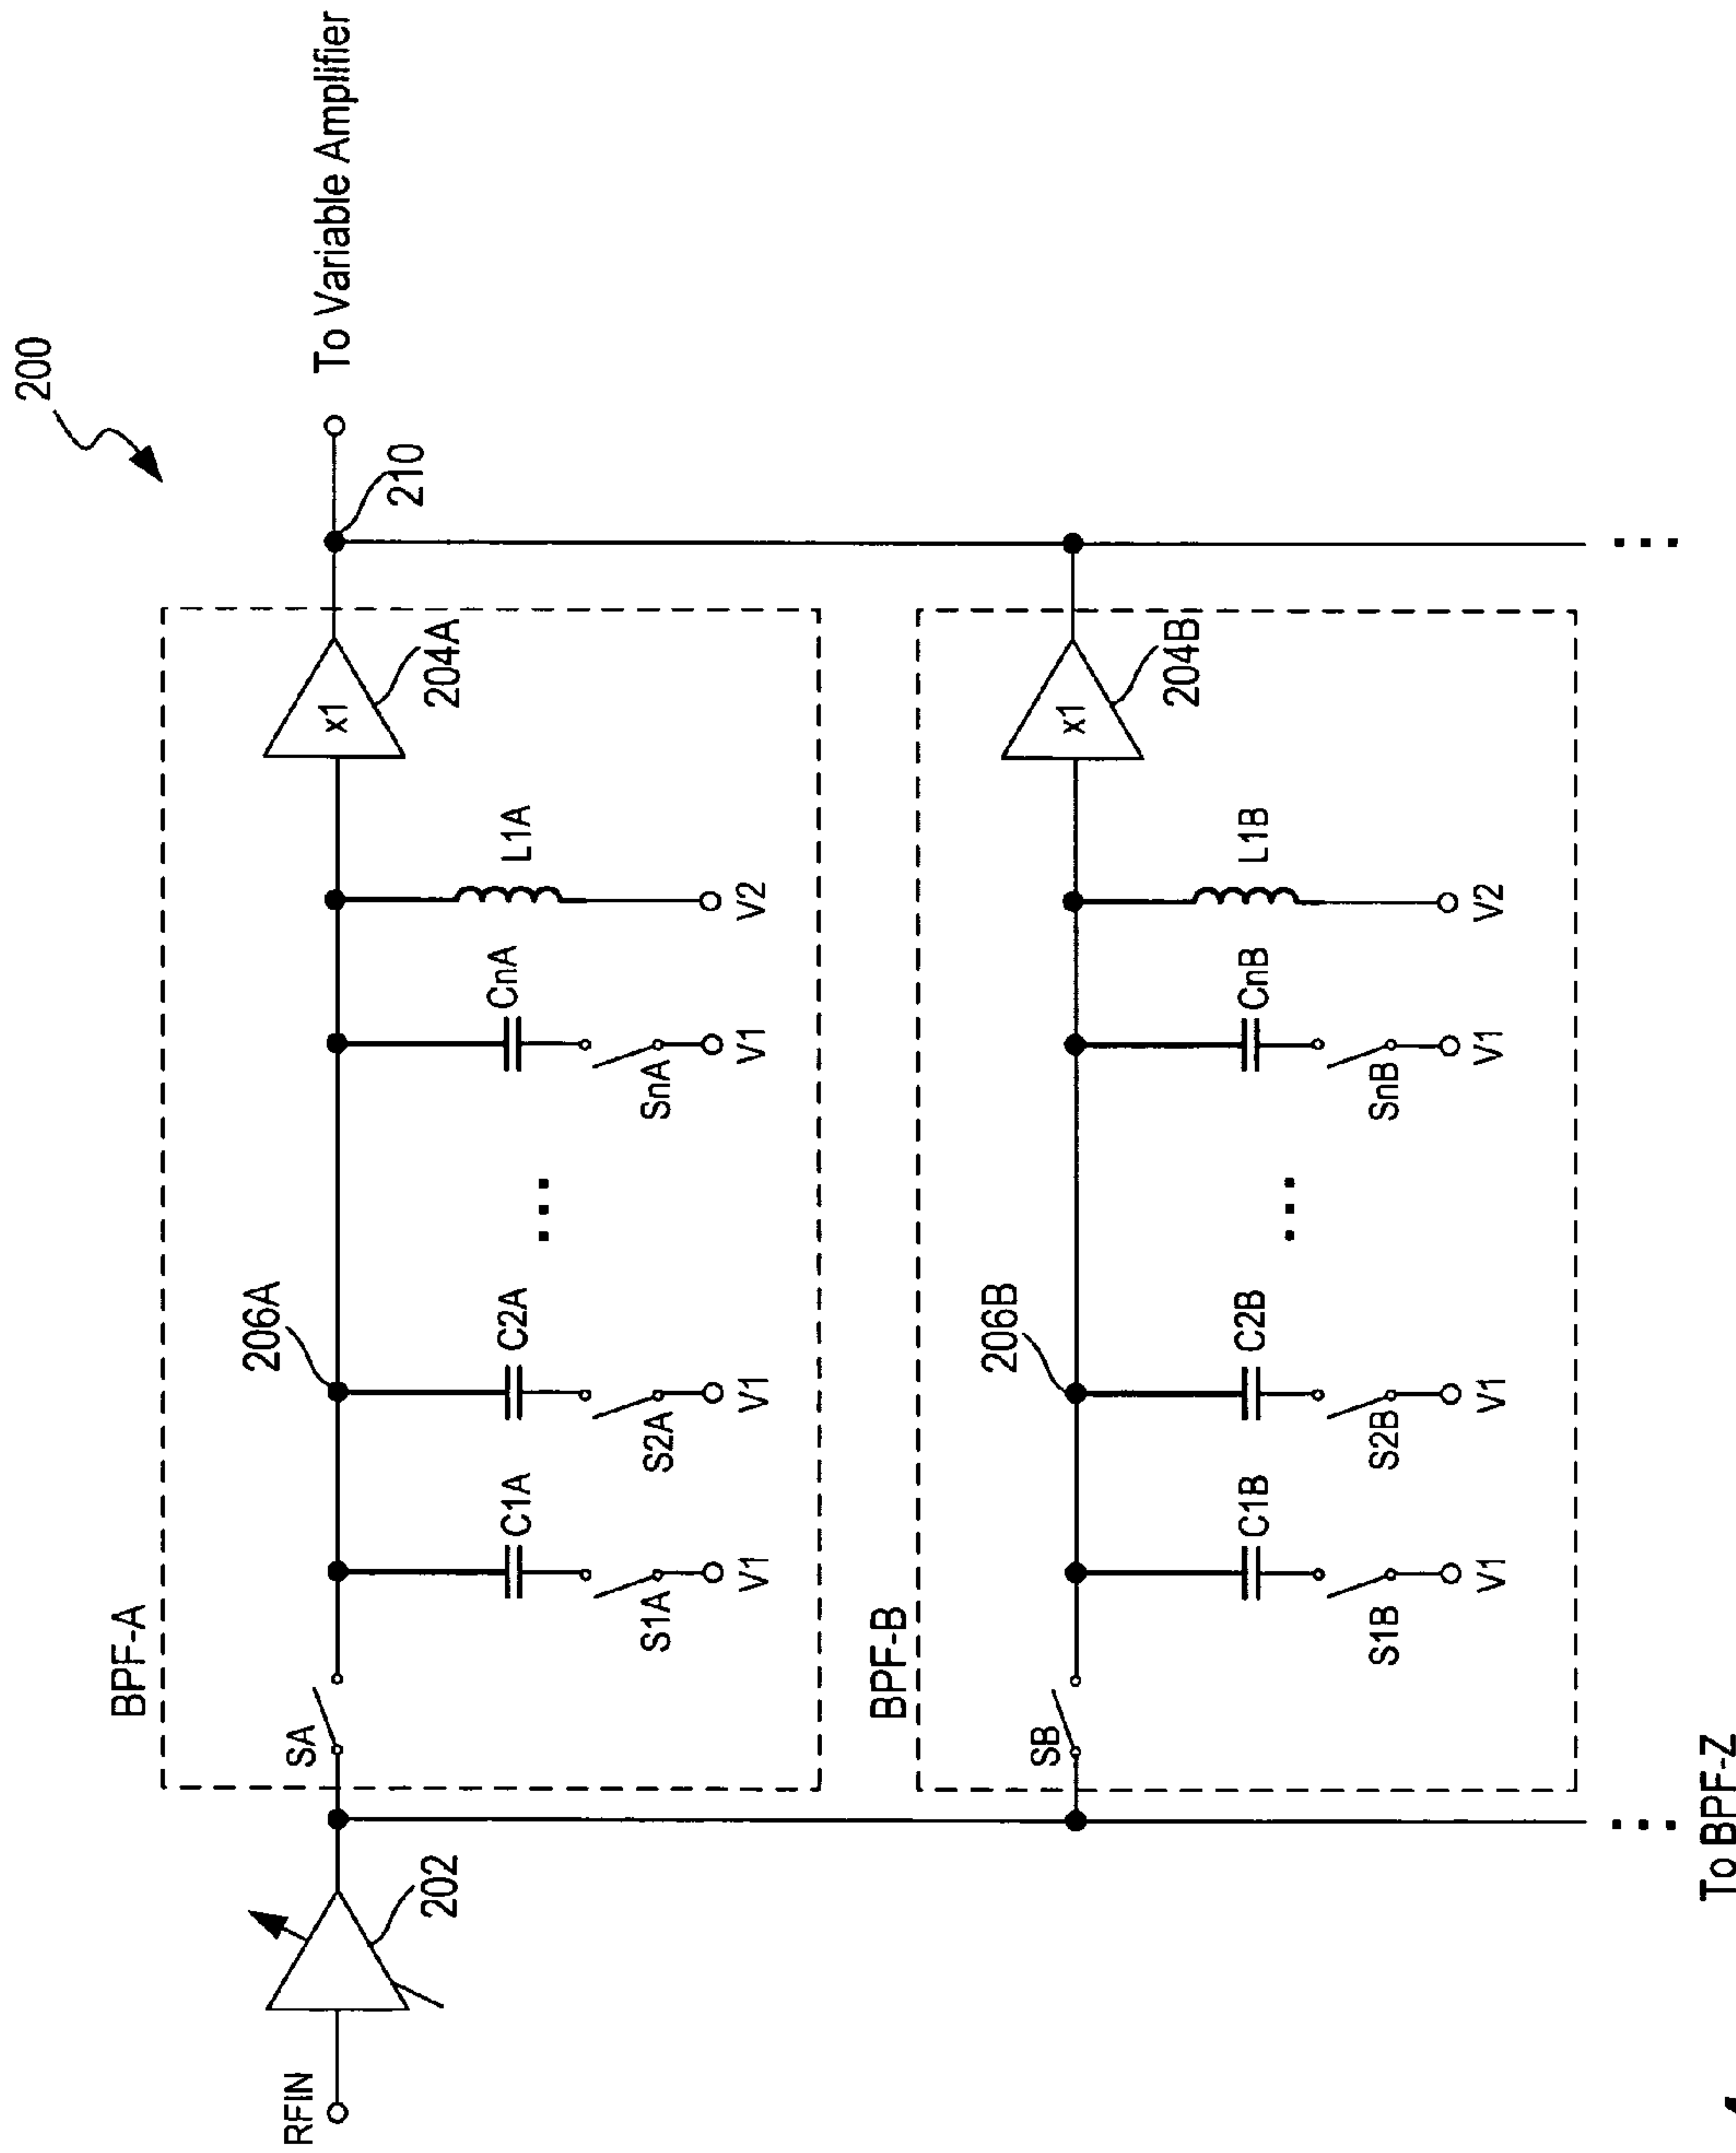 200
To Variable Amplifier
210
BPF-A
RFIN
202
SA
206A
204A
x1
C1A
C2A
CnA
L1A
S1A
S2A
SnA
V1
V1
V1
V2
BPF-B
SB
206B
204B
x1
C1B
C2B
CnB
L1B
S1B
S2B
SnB
V1
V1
V1
V2
To BPF-Z